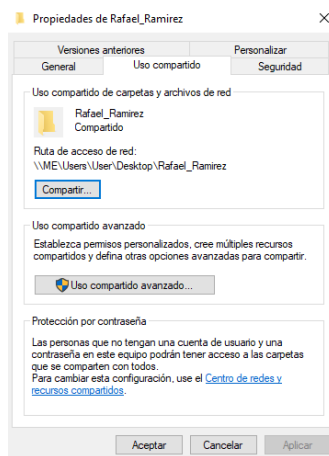 Propiedades de Rafael_Ramirez
Versiones anteriores
Personalizar
General
Uso compartido
Seguridad
Uso compartido de carpetas y archivos de red
Rafael_Ramirez
Compartido
Ruta de acceso
de red:
\\ME\Users\User\Desktop\Rafael_Ramirez
Compartir...
Uso compartido avanzado
Establezca permisos personalizados, cree múltiples recursos
compartidos y defina otras opciones avanzadas para compartir.
Uso compartido avanzado...
Protección por contraseña
Las personas que no tengan una cuenta de usuario y una
contraseña en este equipo podrán tener acceso a las carpetas
que se comparten con todos.
Para cambiar esta configuración, use el Centro de redes y
recursos compartidos.
Aceptar
Cancelar
Aplicar